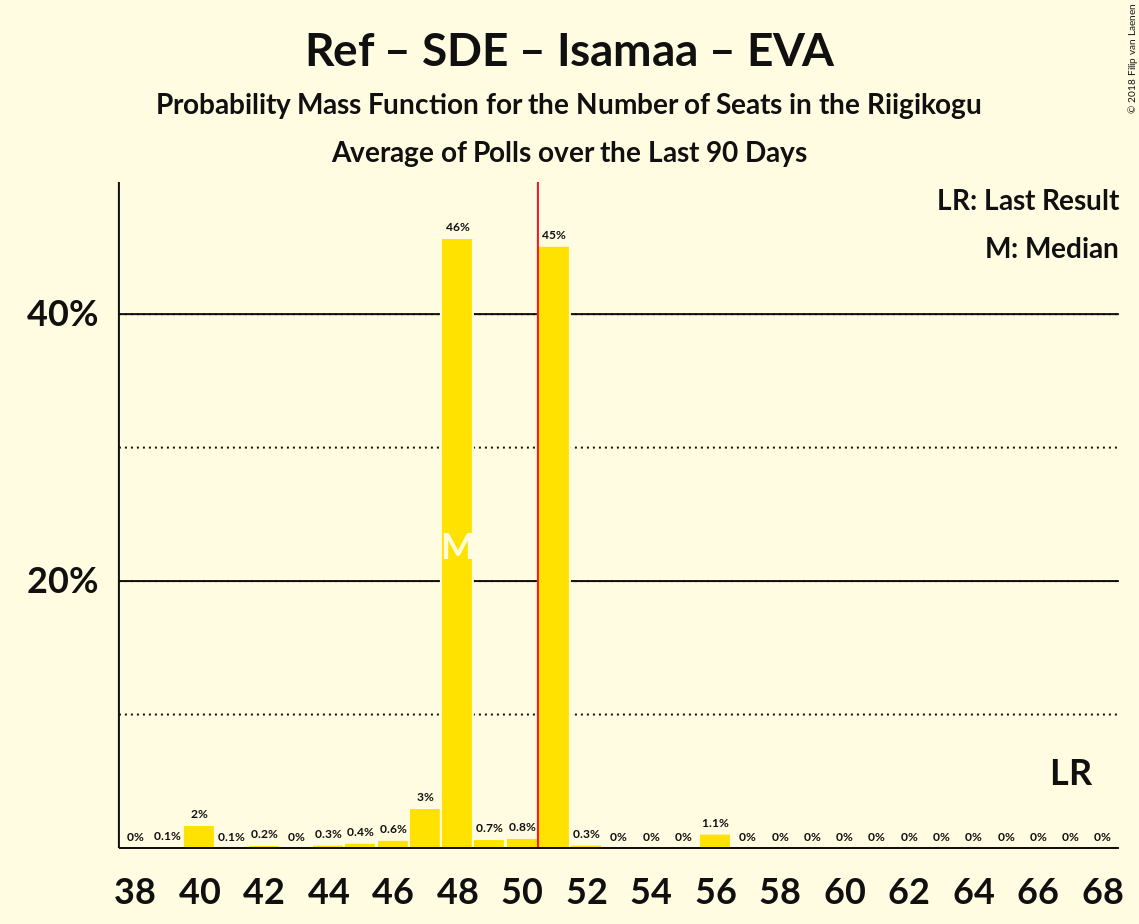 Ref – SDE – Isamaa – EVA
Probability Mass Function for the Number of Seats in the Riigikogu
Average of Polls over the Last 90 Days
© 2018 Filip van Laenen
LR: Last Result
M: Median
46%
45%
40%
M
20%
LR
0% 0.1% 2% 0.1% 0.2% 0% 0.3% 0.4% 0.6% 3% 0.7% 0.8% 0.3% 0% 0% 0% 1.1% 0% 0% 0% 0% 0% 0% 0% 0% 0% 0% 0% 0%
38 40 42 44 46 48 50 52 54 56 58 60 62 64 66 68